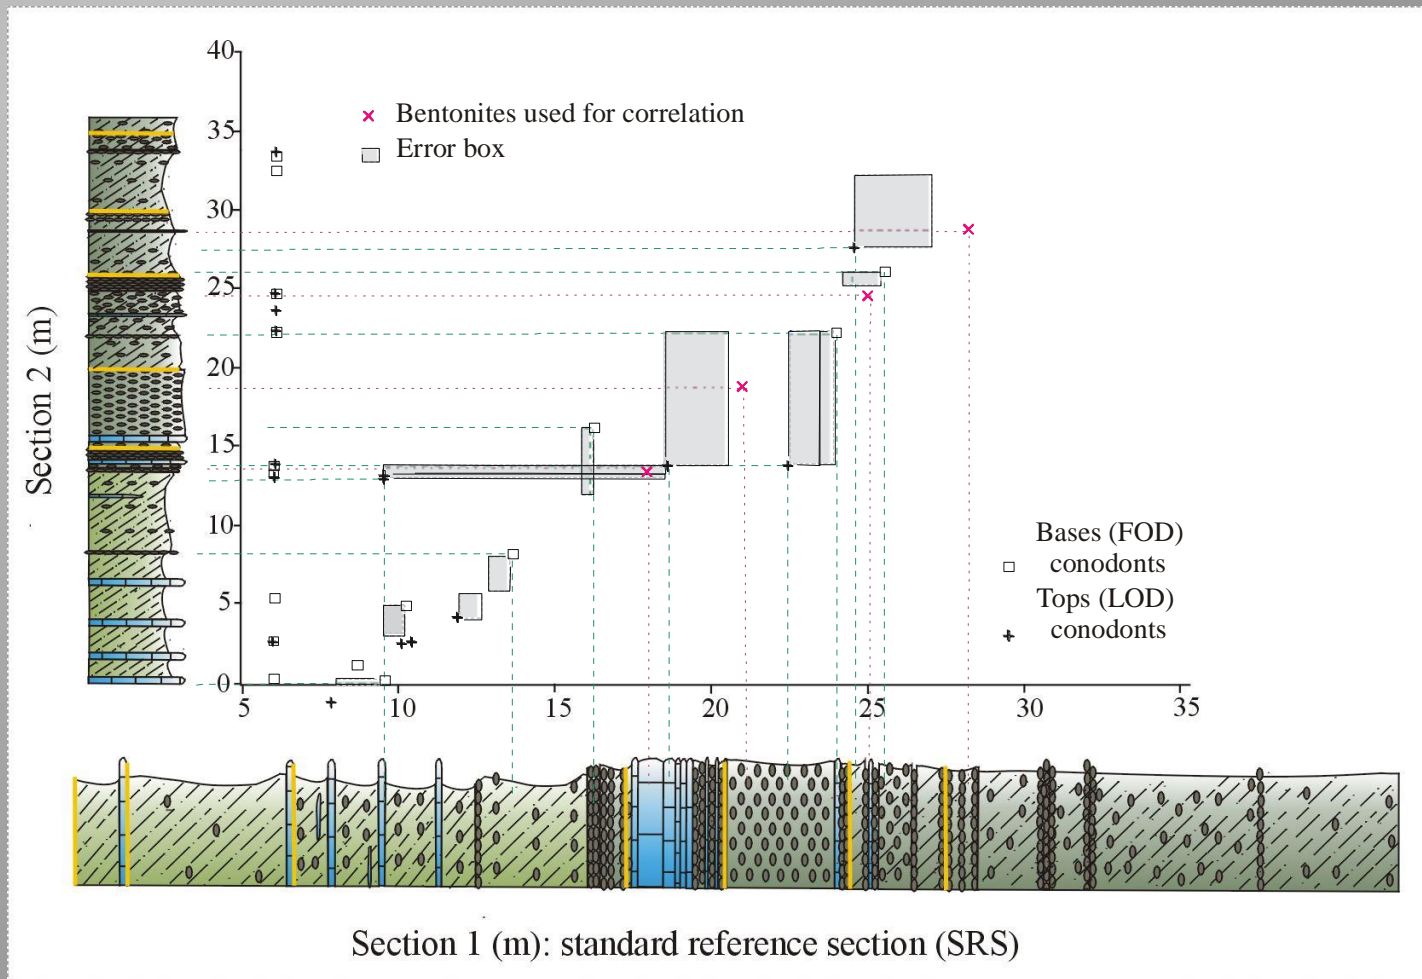 40
Bentonites used for correlation
35
Error box
30
25
Section 2 (m)
20
15
10
Bases (FOD)
conodonts
Tops (LOD)
5
conodonts
0
5
10
15
20
25
30
35
Section 1 (m): standard reference section (SRS)